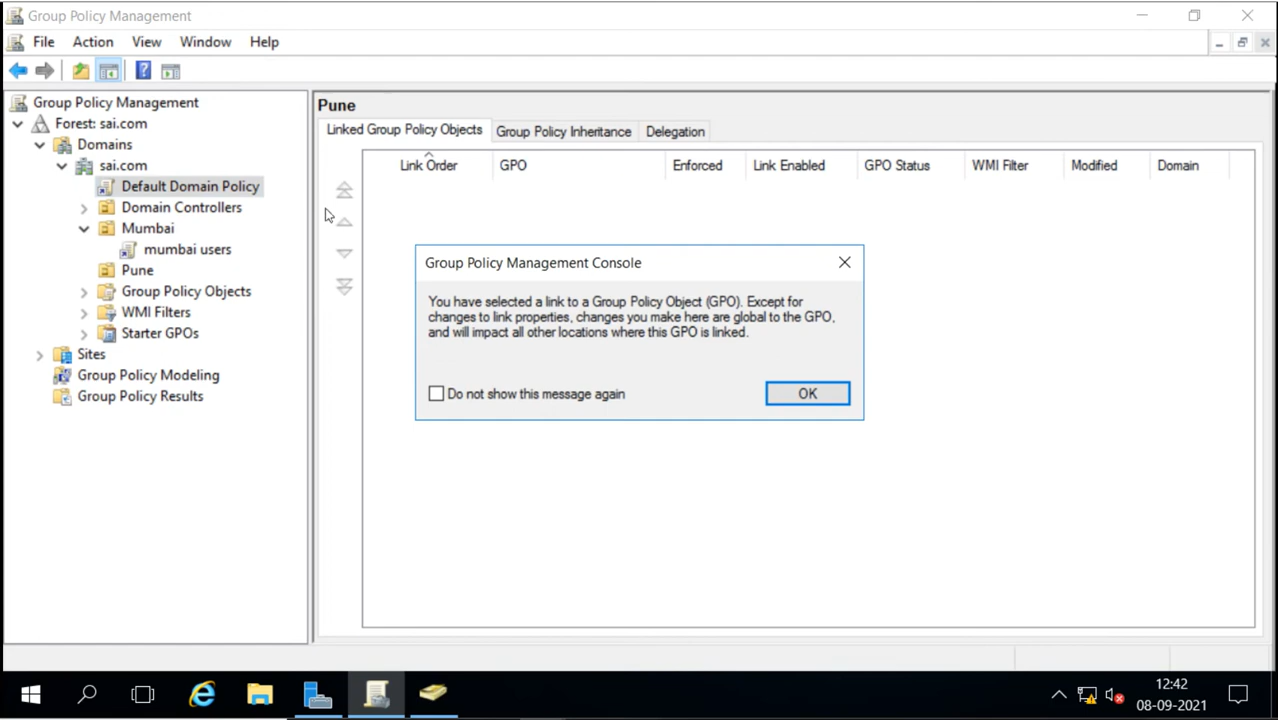 Group Policy Management
File Action View Window Help
Group Policy Management
Forest: sai.com
Domains
sai.com
Default Domain Policy
Domain Controllers
Mumbai
mumbai users
Pune
Group Policy Objects
WMI Filters
Starter GPOs
Sites
Group Policy Modeling
Group Policy Results
Pune
Linked Group Policy Objects Group Policy Inheritance Delegation
Link Order GPO Enforced Link Enabled GPO Status WMI Filter Modified Domain
Group Policy Management Console
You have selected a link to a Group Policy Object (GPO). Except for
changes to link properties, changes you make here are global to the GPO,
and will impact all other locations where this GPO is linked.
Do not show this message again
OK
12:42
08-09-2021